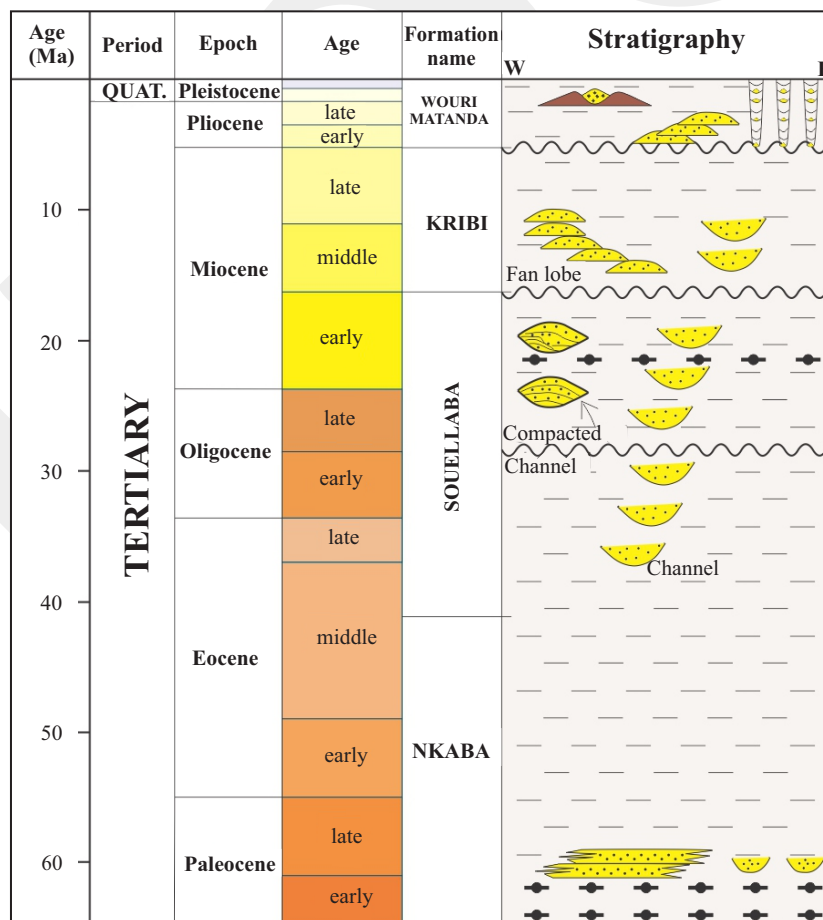 Age (Ma)
Period
Epoch
Age
Formation name
Stratigraphy
W
QUAT.
Pleistocene
WOURI MATANDA
Pliocene
late
early
10
late
KRIBI
middle
Miocene
Fan lobe
20
early
TERTIARY
SOUELLABA
late
Compacted
Oligocene
30
Channel
early
late
Channel
40
middle
Eocene
50
early
NKABA
late
60
Paleocene
early